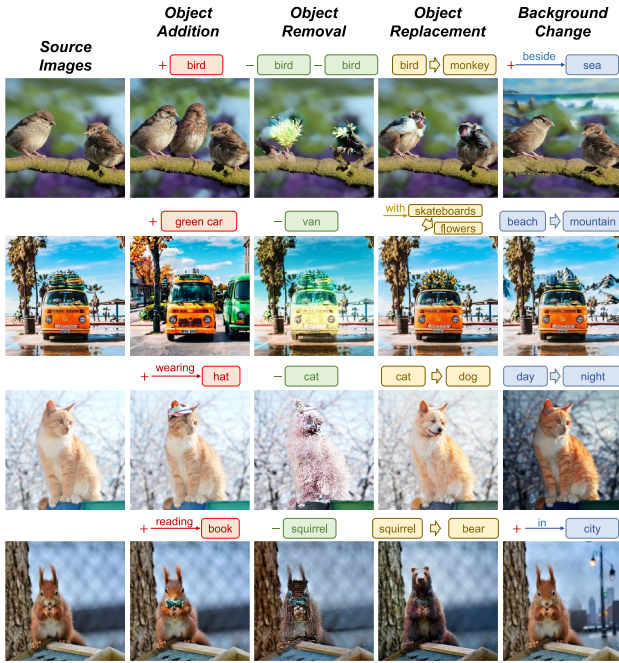 Source
Images
Object
Addition
Object
Removal
Object
Replacement
Background
Change
+ bird
− bird − bird
bird ⇨ monkey
+ beside sea
+ green car
− van
with skateboards
flowers
beach ⇨ mountain
+ wearing hat
− cat
cat ⇨ dog
day ⇨ night
+ reading book
− squirrel
squirrel ⇨ bear
+ in city